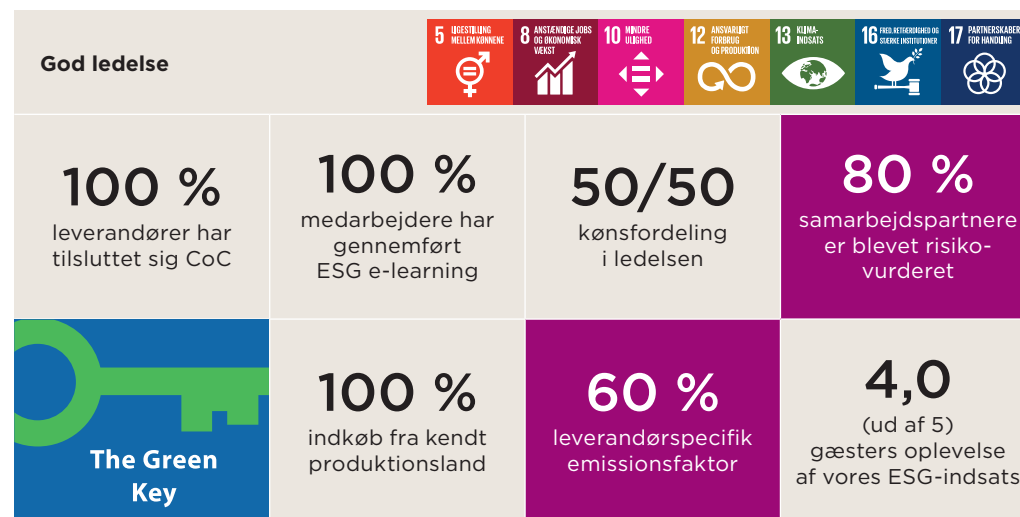 God ledelse
5 LIGESTILLING
MELLEM KØNNENE
8 ANSTÆNDIGE JOBS
OG ØKONOMISK
VÆKST
10 MINDRE
ULIGHED
12 ANSVARLIGT
FORBRUG
OG PRODUKTION
13 KLIMA-
INDSATS
16 FRED, RETFÆRDIGHED OG
STÆRKE INSTITUTIONER
17 PARTNERSKABER
FOR HANDLING
100 %
leverandører har
tilsluttet sig CoC
100 %
medarbejdere har
gennemført
ESG e-learning
50/50
kønsfordeling
i ledelsen
80 %
samarbejdspartnere
er blevet risiko-
vurderet
The Green
Key
100 %
indkøb fra kendt
produktionsland
60 %
leverandørspecifik
emissionsfaktor
4,0
(ud af 5)
gæsters oplevelse
af vores ESG-indsats